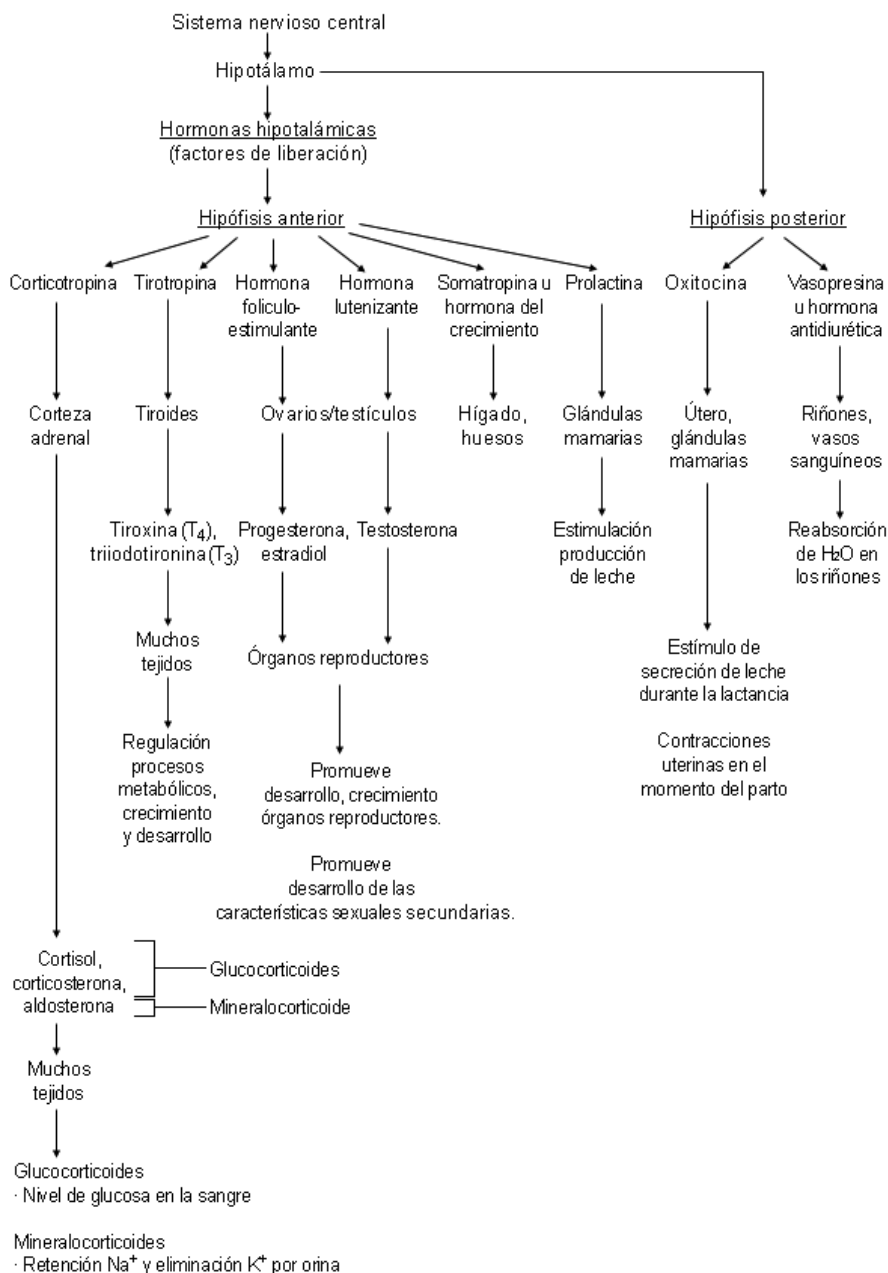 Sistema nervioso central
Hipotálamo
Hormonas hipotalámicas
(factores de liberación)
Hipófisis anterior
Hipófisis posterior
Corticotropina
Tirotropina
Hormona
folículo-
estimulante
Hormona
lutenizante
Somatropina u
hormona del
crecimiento
Prolactina
Oxitocina
Vasopresina
u hormona
antidiurética
Corteza
adrenal
Tiroides
Ovarios/testículos
Hígado,
huesos
Glándulas
mamarias
Útero,
glándulas
mamarias
Riñones,
vasos
sanguíneos
Tiroxina (T₄),
triiodotironina (T₃)
Progesterona,
estradiol
Testosterona
Estimulación
producción
de leche
Reabsorción
de H₂O en
los riñones
Muchos
tejidos
Órganos reproductores
Estímulo de
secreción de leche
durante la lactancia
Contracciones
uterinas en el
momento del parto
Regulación
procesos
metabólicos,
crecimiento
y desarrollo
Promueve
desarrollo, crecimiento
órganos reproductores.
Promueve
desarrollo de las
características sexuales secundarias.
Cortisol,
corticosterona,
aldosterona
Glucocorticoides
Mineralocorticoide
Muchos
tejidos
Glucocorticoides
· Nivel de glucosa en la sangre
Mineralocorticoides
· Retención Na⁺ y eliminación K⁺ por orina